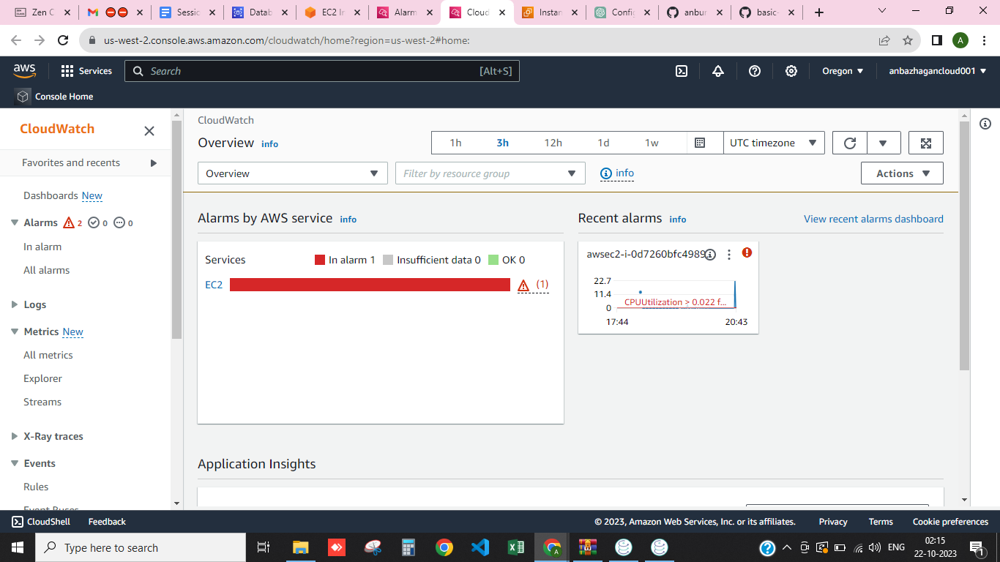 Zen C
Sessi
Datab
EC2 In
Alarm
Cloud
Instan
Config
anbur
basic-
us-west-2.console.aws.amazon.com/cloudwatch/home?region=us-west-2#home:
A
aws
Services
Search [Alt+S]
Oregon
anbazhagancloud001
Console Home
CloudWatch
Favorites and recents
Dashboards New
Alarms 2 0 0
In alarm
All alarms
Logs
Metrics New
All metrics
Explorer
Streams
X-Ray traces
Events
Rules
Event Buses
CloudWatch
Overview info
1h 3h 12h 1d 1w
UTC timezone
Overview
Filter by resource group
info
Actions
Alarms by AWS service info
Services
In alarm 1 Insufficient data 0 OK 0
EC2 (1)
Recent alarms info
View recent alarms dashboard
awsec2-i-0d7260bfc4989
22.7
11.4
0
CPUUtilization > 0.022 f...
17:44 20:43
Application Insights
CloudShell Feedback
© 2023, Amazon Web Services, Inc. or its affiliates. Privacy Terms Cookie preferences
Type here to search
ENG
02:15
22-10-2023
1